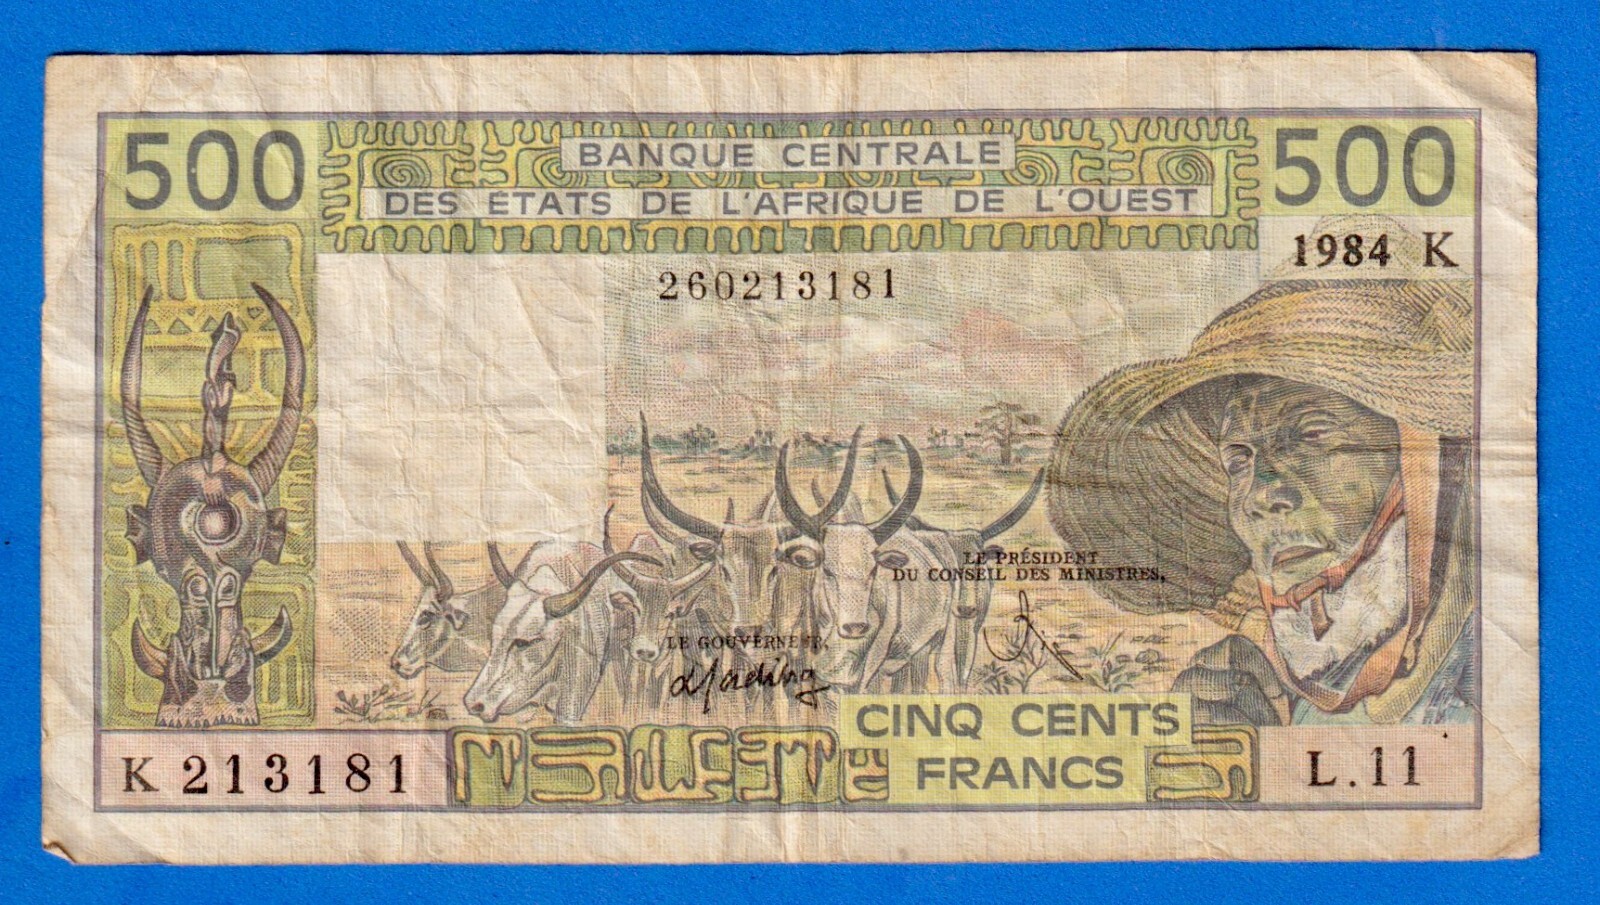 500
BANQUE CENTRALE
DES ÉTATS DE L'AFRIQUE DE L'OUEST
500
1984 K
260213181
LE PRÉSIDENT
DU CONSEIL DES MINISTRES,
LE GOUVERNEUR,
CINQ CENTS
FRANCS
K 213181
L.11